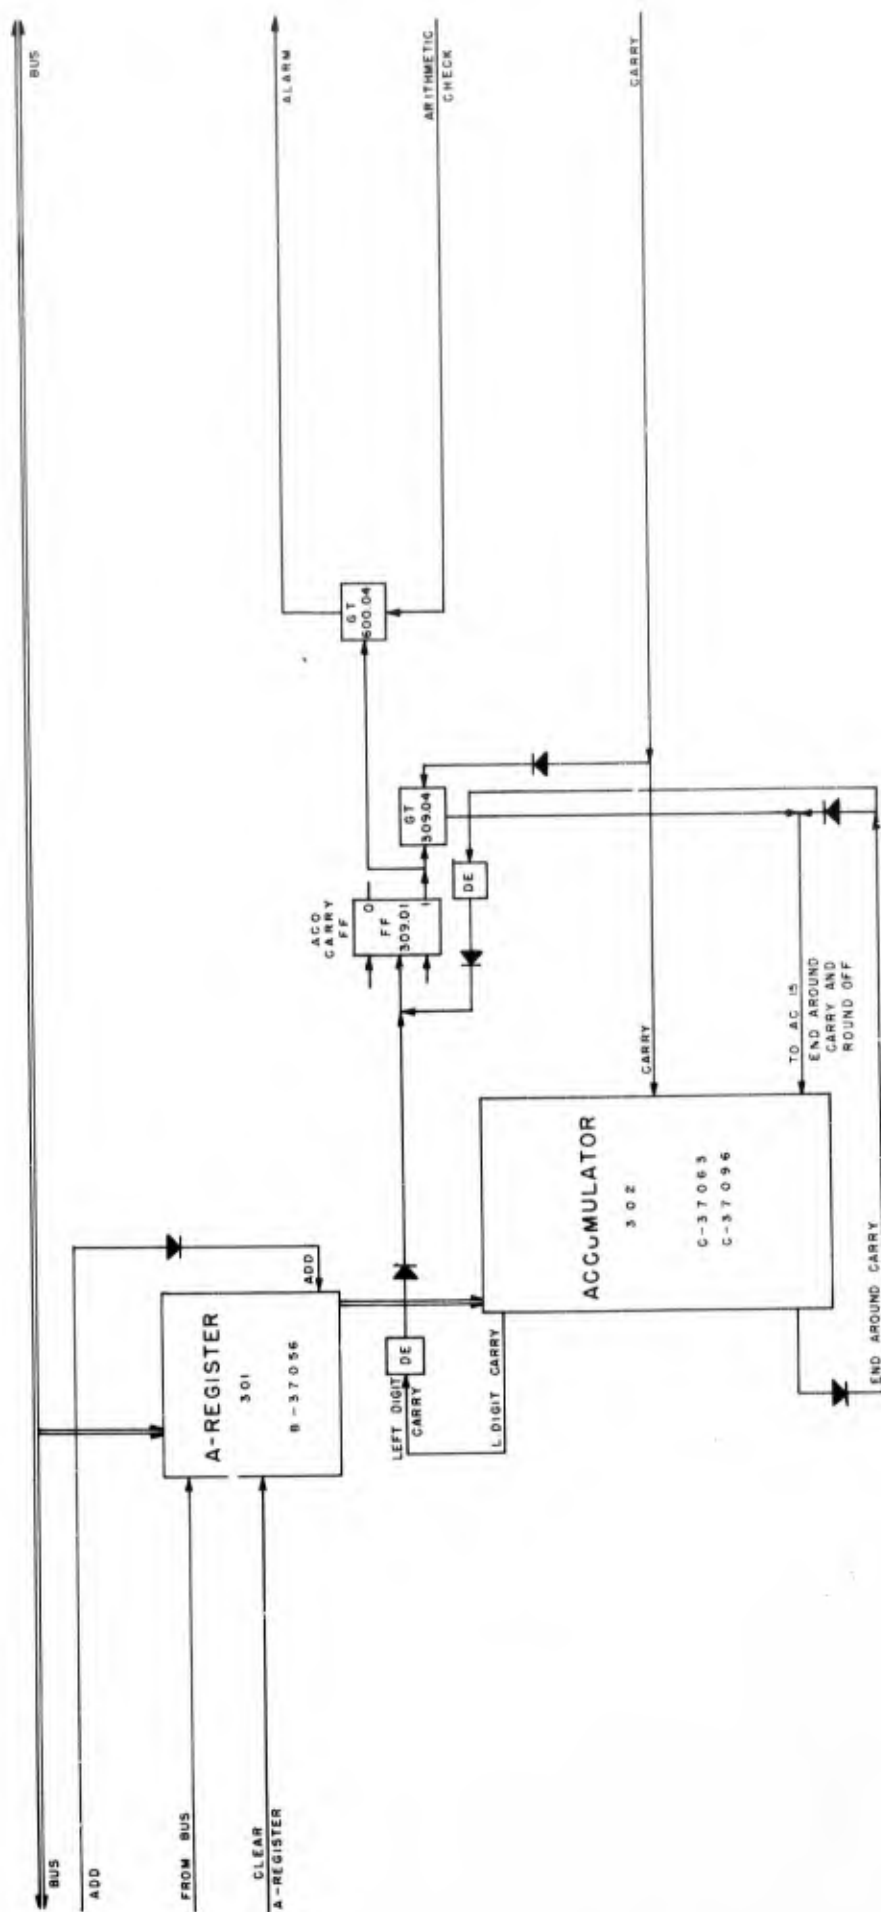 BUS
BUS
ADD
FROM BUS
CLEAR
A-REGISTER
A-REGISTER
301
B-37056
ADD
LEFT DIGIT
CARRY
DE
L.DIGIT CARRY
ACCUMULATOR
302
C-37063
C-37096
CARRY
TO AC 15
END AROUND
CARRY AND
ROUND OFF
END AROUND CARRY
ACO
CARRY
FF
0
FF
309.01
1
DE
GT
309.04
GT
600.04
ALARM
ARITHMETIC
CHECK
CARRY